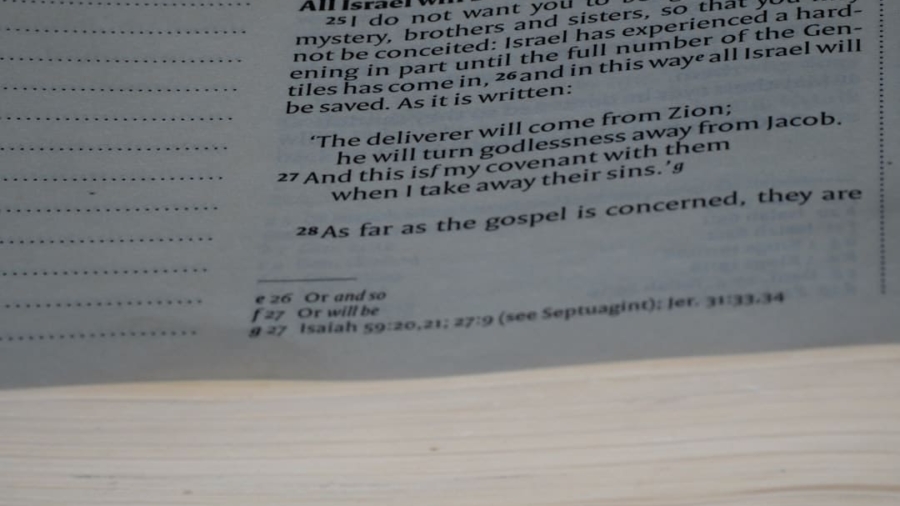 All Israel
25 I do not want you to
mystery, brothers and sisters, so that you
not be conceited: Israel has experienced a hard-
ening in part until the full number of the Gen-
tiles has come in, 26 and in this way e all Israel will
be saved. As it is written:
‘The deliverer will come from Zion;
he will turn godlessness away from Jacob.
27 And this is f my covenant with them
when I take away their sins.’ g
28 As far as the gospel is concerned, they are
e 26 Or and so
f 27 Or will be
g 27 Isaiah 59:20,21; 27:9 (see Septuagint); Jer. 31:33,34